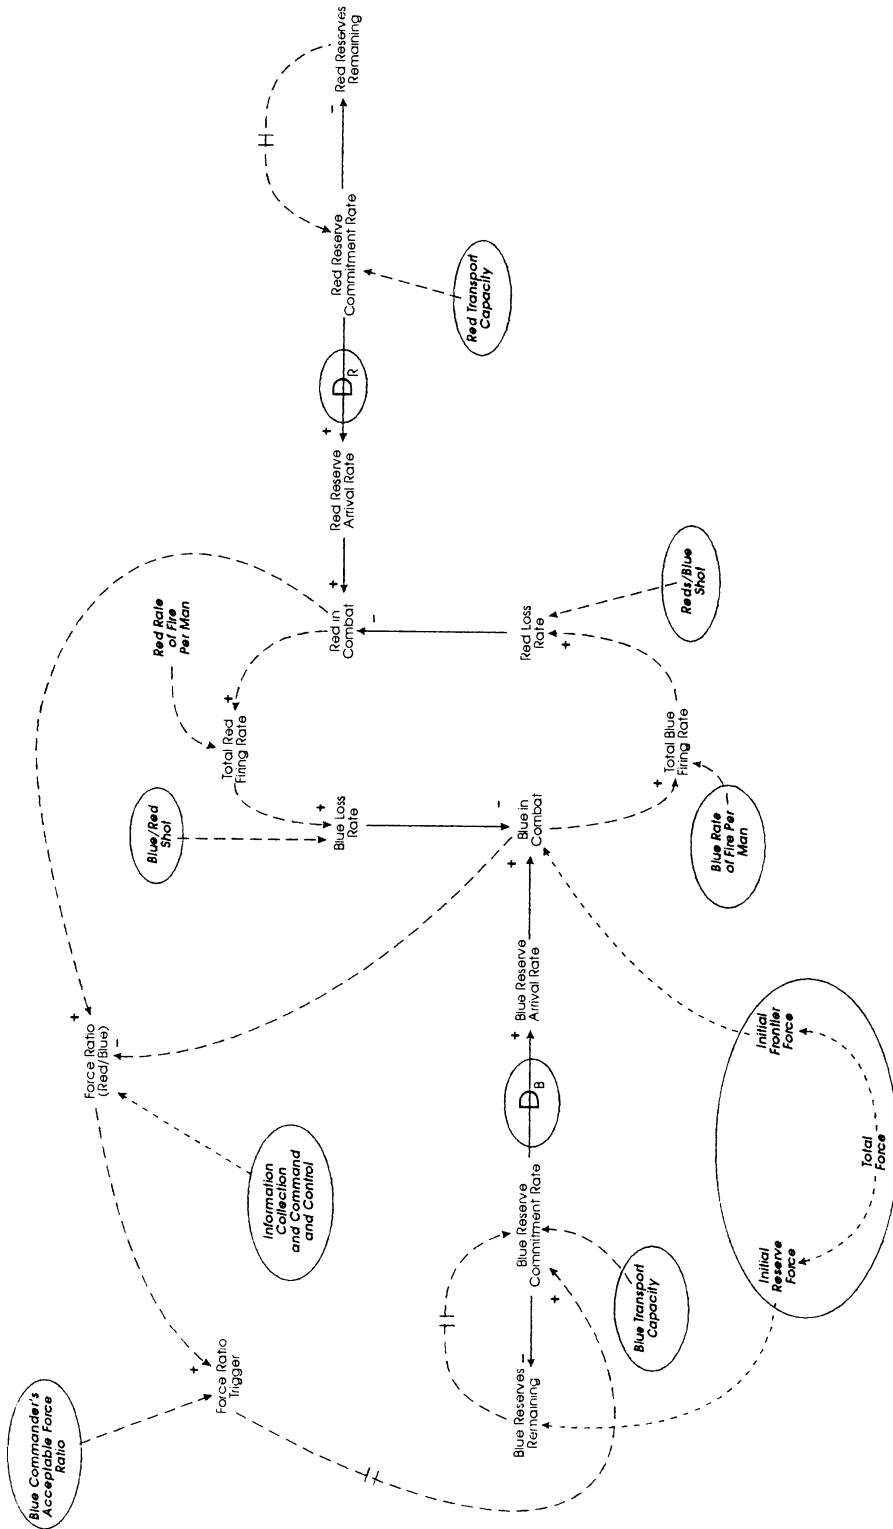 Blue Commander's
Acceptable Force
Ratio
+
Force Ratio
Trigger
Information
Collection
and Command
and Control
+
Force Ratio
(Red/Blue)
-
Blue/Red
Shot
+
Blue Loss
Rate
Total Red
Firing Rate
+
Red Rate
of Fire
Per Man
Red in
Combat
-
+
Red Reserve
Arrival Rate
+
D
R
Red Reserve
Commitment Rate
-
Red Reserves
Remaining
Red Transport
Capacity
Blue Reserves
Remaining
-
Blue Reserve
Commitment Rate
+
D
B
+
Blue Reserve
Arrival Rate
+
Blue in
Combat
-
Red Loss
Rate
+
Reds/Blue
Shot
Blue Transport
Capacity
Total Blue
Firing Rate
+
Blue Rate
of Fire Per
Man
Initial
Reserve
Force
Initial
Frontier
Force
Total
Force